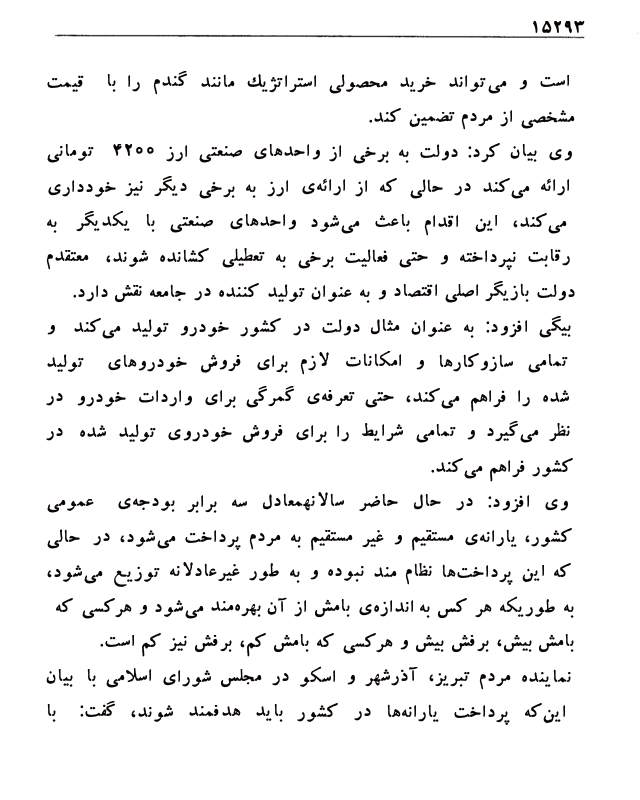 ۱۵۲۹۳
است و می‌تواند خرید محصولی استراتژیك مانند گندم را با قیمت
مشخصی از مردم تضمین کند.
وی بیان کرد: دولت به برخی از واحدهای صنعتی ارز ۴۲۰۰ تومانی
ارائه می‌کند در حالی که از ارائه‌ی ارز به برخی دیگر نیز خودداری
می‌کند، این اقدام باعث می‌شود واحدهای صنعتی با یکدیگر به
رقابت نپرداخته و حتی فعالیت برخی به تعطیلی کشانده شوند، معتقدم
دولت بازیگر اصلی اقتصاد و به عنوان تولید کننده در جامعه نقش دارد.
بیگی افزود: به عنوان مثال دولت در کشور خودرو تولید می‌کند و
تمامی سازوکارها و امکانات لازم برای فروش خودروهای تولید
شده را فراهم می‌کند، حتی تعرفه‌ی گمرگی برای واردات خودرو در
نظر می‌گیرد و تمامی شرایط را برای فروش خودروی تولید شده در
کشور فراهم می‌کند.
وی افزود: در حال حاضر سالانهمعادل سه برابر بودجه‌ی عمومی
کشور، یارانه‌ی مستقیم و غیر مستقیم به مردم پرداخت می‌شود، در حالی
که این پرداخت‌ها نظام مند نبوده و به طور غیرعادلانه توزیع می‌شود،
به طوریکه هر کس به اندازه‌ی بامش از آن بهره‌مند می‌شود و هرکسی که
بامش بیش، برفش بیش و هرکسی که بامش کم، برفش نیز کم است.
نماینده مردم تبریز، آذرشهر و اسکو در مجلس شورای اسلامی با بیان
این‌که پرداخت یارانه‌ها در کشور باید هدفمند شوند، گفت: با